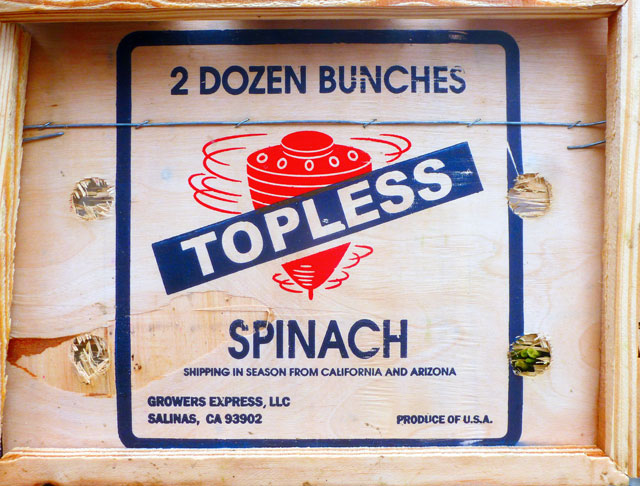 2 DOZEN BUNCHES
TOPLESS
SPINACH
SHIPPING IN SEASON FROM CALIFORNIA AND ARIZONA
GROWERS EXPRESS, LLC
SALINAS, CA 93902
PRODUCE OF U.S.A.